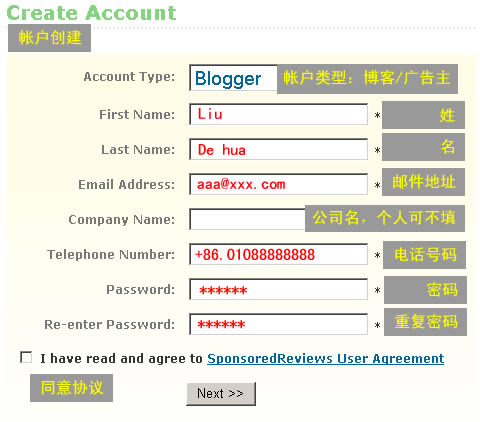 Create Account
帐户创建
Account Type: Blogger 帐户类型：博客/广告主
First Name: Liu * 姓
Last Name: De hua * 名
Email Address: aaa@xxx.com * 邮件地址
Company Name: 公司名，个人可不填
Telephone Number: +86.01088888888 * 电话号码
Password: ****** * 密码
Re-enter Password: ****** * 重复密码
I have read and agree to SponsoredReviews User Agreement
同意协议
Next >>